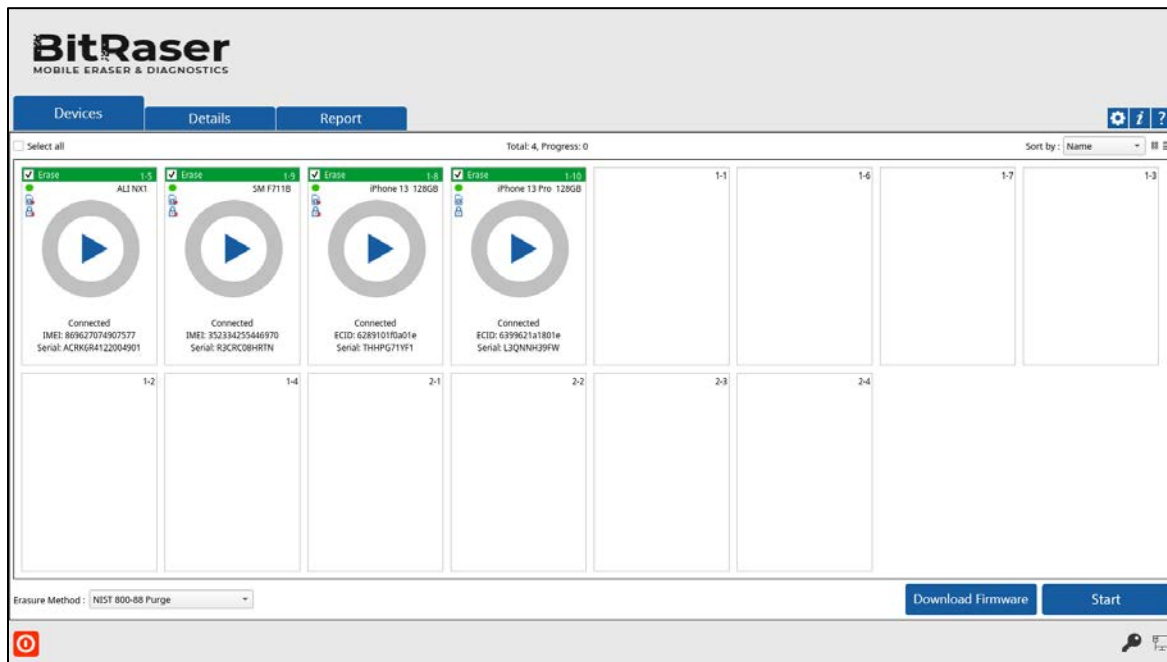 BitRaser
MOBILE ERASER & DIAGNOSTICS
Devices
Details
Report
i
?
Select all
Total: 4, Progress: 0
Sort by : Name
Erase 1-5
ALI NX1
Connected
IMEI: 869627074907577
Serial: ACRK6R4122004901
Erase 1-9
SM F711B
Connected
IMEI: 352334255446970
Serial: R3CRC08HRTN
Erase 1-8
iPhone 13 128GB
Connected
ECID: 6289101f0a01e
Serial: THHPG71YF1
Erase 1-10
iPhone 13 Pro 128GB
Connected
ECID: 6399621a1801e
Serial: L3QNNH39FW
1-1
1-6
1-7
1-3
1-2
1-4
2-1
2-2
2-3
2-4
Erasure Method : NIST 800-88 Purge
Download Firmware
Start